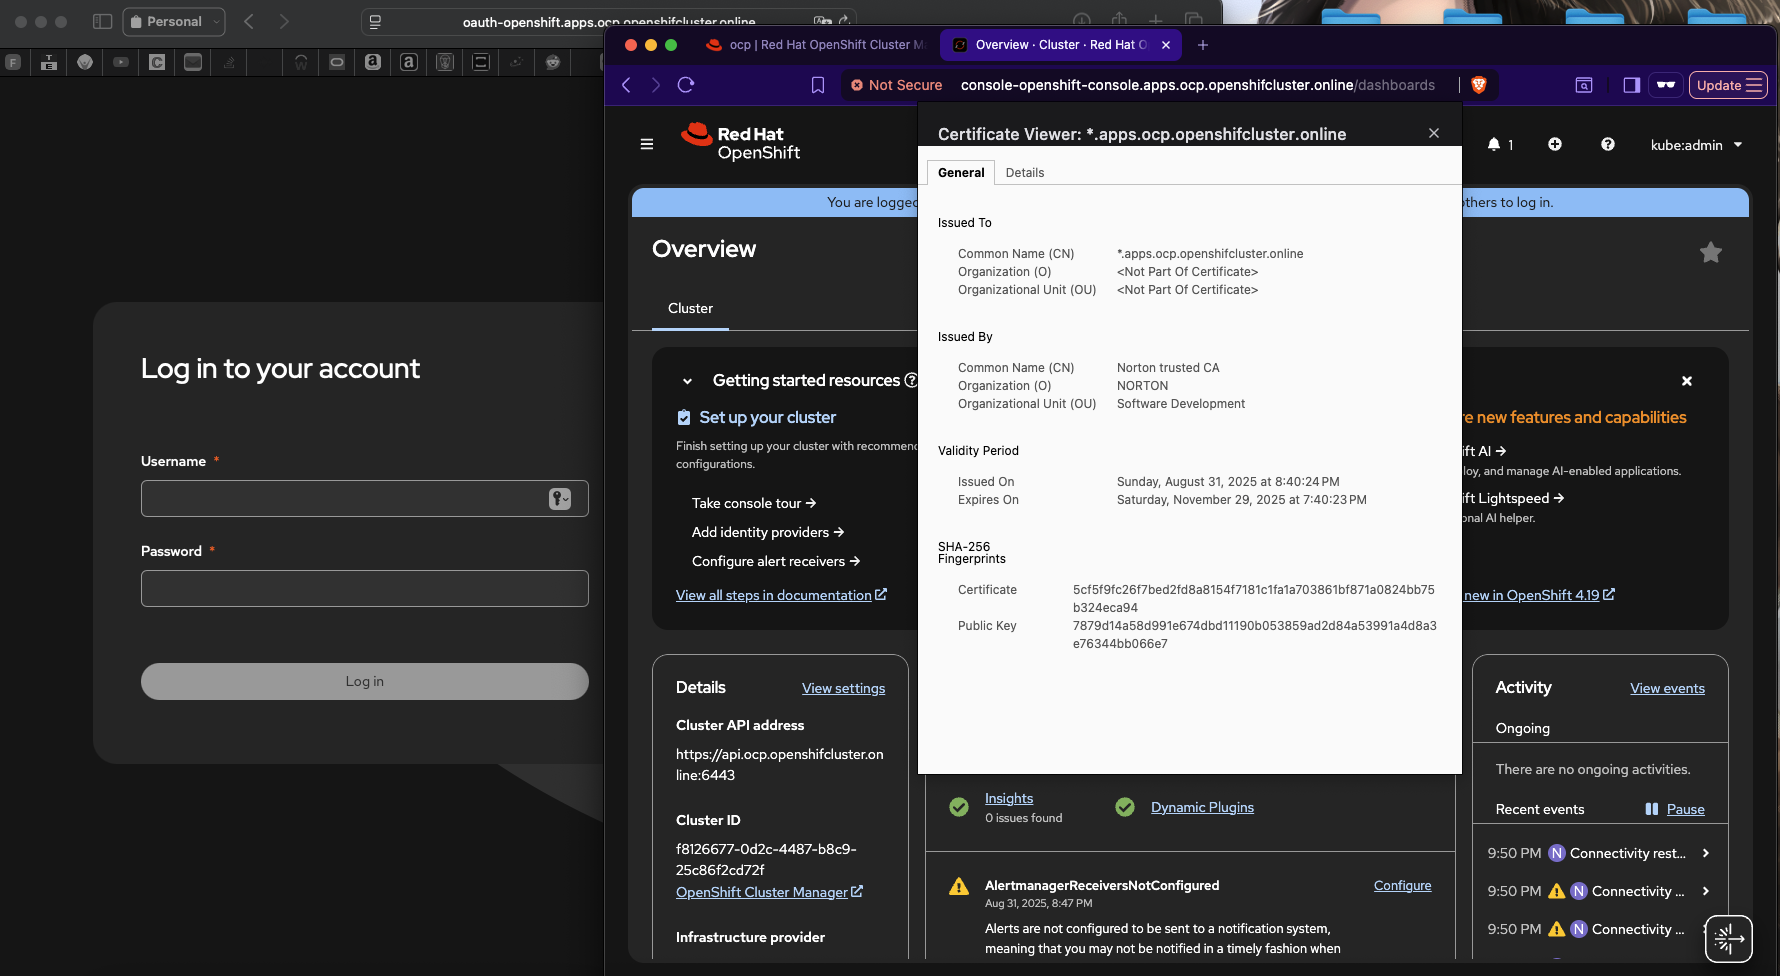 Personal
oauth-openshift.apps.ocp.openshifcluster.online
Log in to your account
Username *
Password *
Log in
ocp | Red Hat OpenShift Cluster M
Overview · Cluster · Red Hat O
Not Secure
console-openshift-console.apps.ocp.openshifcluster.online/dashboards
Update
Red Hat
OpenShift
1
kube:admin
You are logged
others to log in.
Overview
Cluster
Getting started resources
Set up your cluster
Finish setting up your cluster with recommend
configurations.
Take console tour
Add identity providers
Configure alert receivers
View all steps in documentation
re new features and capabilities
ift AI
loy, and manage AI-enabled applications.
ift Lightspeed
onal AI helper.
new in OpenShift 4.19
Certificate Viewer: *.apps.ocp.openshifcluster.online
General
Details
Issued To
Common Name (CN) *.apps.ocp.openshifcluster.online
Organization (O) <Not Part Of Certificate>
Organizational Unit (OU) <Not Part Of Certificate>
Issued By
Common Name (CN) Norton trusted CA
Organization (O) NORTON
Organizational Unit (OU) Software Development
Validity Period
Issued On Sunday, August 31, 2025 at 8:40:24 PM
Expires On Saturday, November 29, 2025 at 7:40:23 PM
SHA-256
Fingerprints
Certificate 5cf5f9fc26f7bed2fd8a8154f7181c1fa1a703861bf871a0824bb75
b324eca94
Public Key 7879d14a58d991e674dbd11190b053859ad2d84a53991a4d8a3
e76344bb066e7
Details
View settings
Cluster API address
https://api.ocp.openshifcluster.on
line:6443
Cluster ID
f8126677-0d2c-4487-b8c9-
25c86f2cd72f
OpenShift Cluster Manager
Infrastructure provider
Insights
0 issues found
Dynamic Plugins
AlertmanagerReceiversNotConfigured
Configure
Aug 31, 2025, 8:47 PM
Alerts are not configured to be sent to a notification system,
meaning that you may not be notified in a timely fashion when
Activity
View events
Ongoing
There are no ongoing activities.
Recent events
Pause
9:50 PM N Connectivity rest...
9:50 PM N Connectivity ...
9:50 PM N Connectivity ...